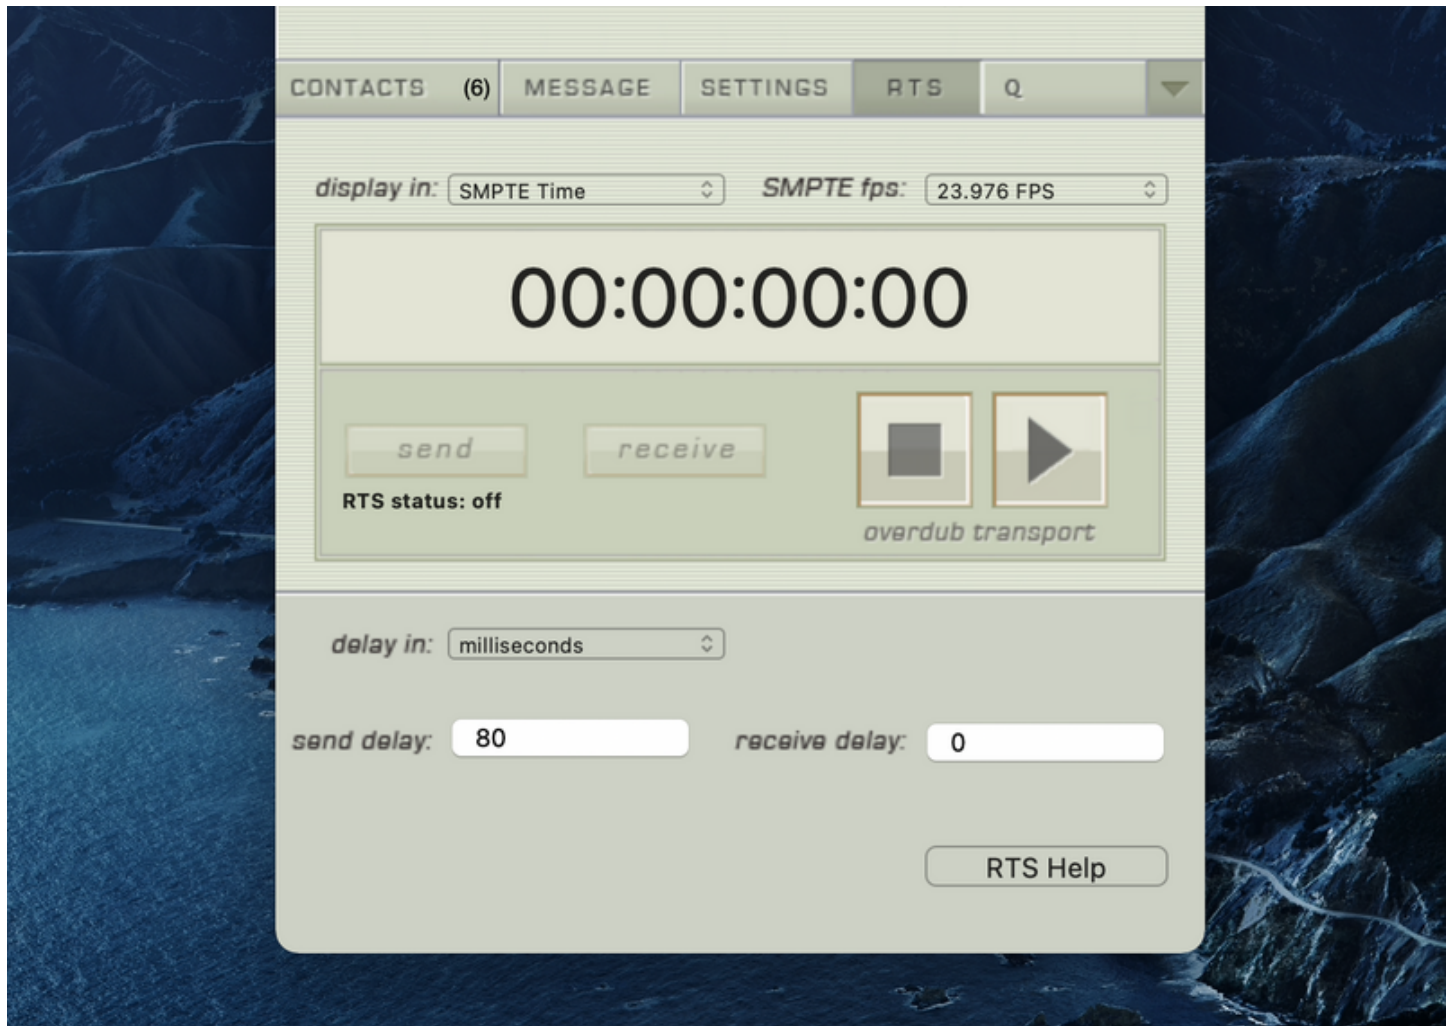 CONTACTS (6) MESSAGE SETTINGS RTS Q
display in: SMPTE Time SMPTE fps: 23.976 FPS
00:00:00:00
send receive
RTS status: off
overdub transport
delay in: milliseconds
send delay: 80 receive delay: 0
RTS Help